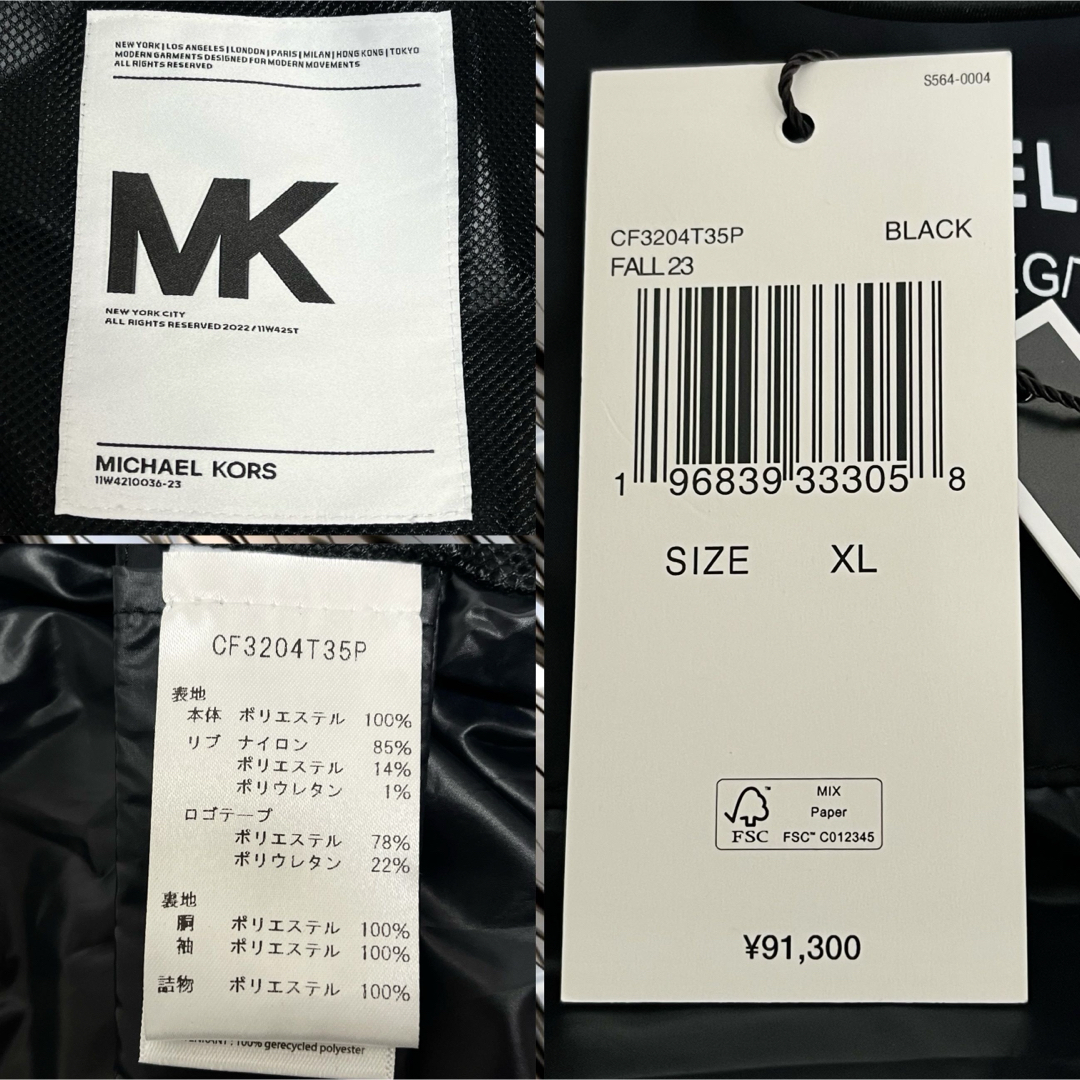 NEW YORK | LOS ANGELES | LONDON | PARIS | MILAN | HONG KONG | TOKYO
MODERN GARMENTS DESIGNED FOR MODERN MOVEMENTS
ALL RIGHTS RESERVED
MK
NEW YORK CITY
ALL RIGHTS RESERVED 2022 / 11W42ST
MICHAEL KORS
11W4210036-23
CF3204T35P
表地
本体 ポリエステル 100%
リブ ナイロン 85%
ポリエステル 14%
ポリウレタン 1%
ロゴテープ
ポリエステル 78%
ポリウレタン 22%
裏地
胴 ポリエステル 100%
袖 ポリエステル 100%
詰物 ポリエステル 100%
: 100% gerecycled polyester
S564-0004
CF3204T35P BLACK
FALL 23
1 96839 33305 8
SIZE XL
MIX
Paper
FSC FSC™ C012345
¥91,300
EL